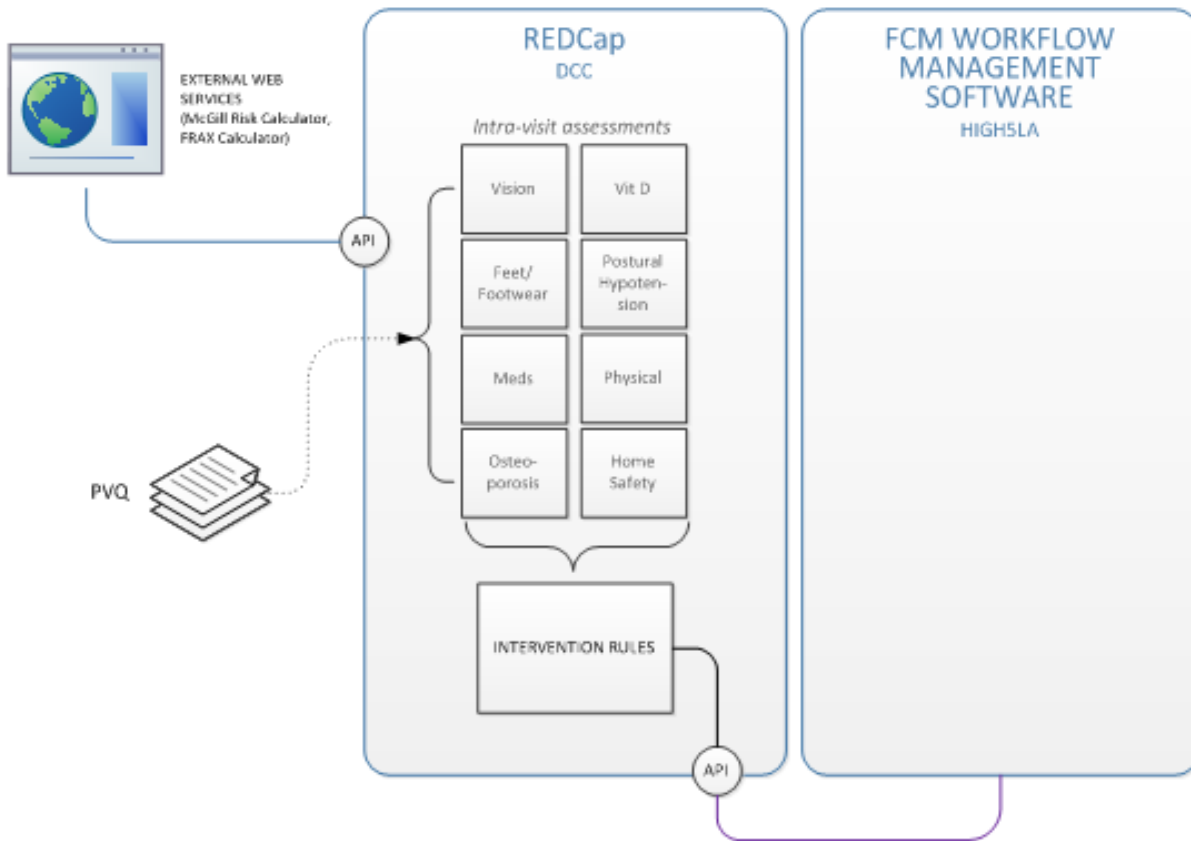 EXTERNAL WEB
SERVICES
(McGill Risk Calculator,
FRAX Calculator)
API
PVQ
REDCap
DCC
Intra-visit assessments
Vision
Vit D
Feet/
Footwear
Postural
Hypoten-
sion
Meds
Physical
Osteo-
porosis
Home
Safety
INTERVENTION RULES
API
FCM WORKFLOW
MANAGEMENT
SOFTWARE
HIGH5LA